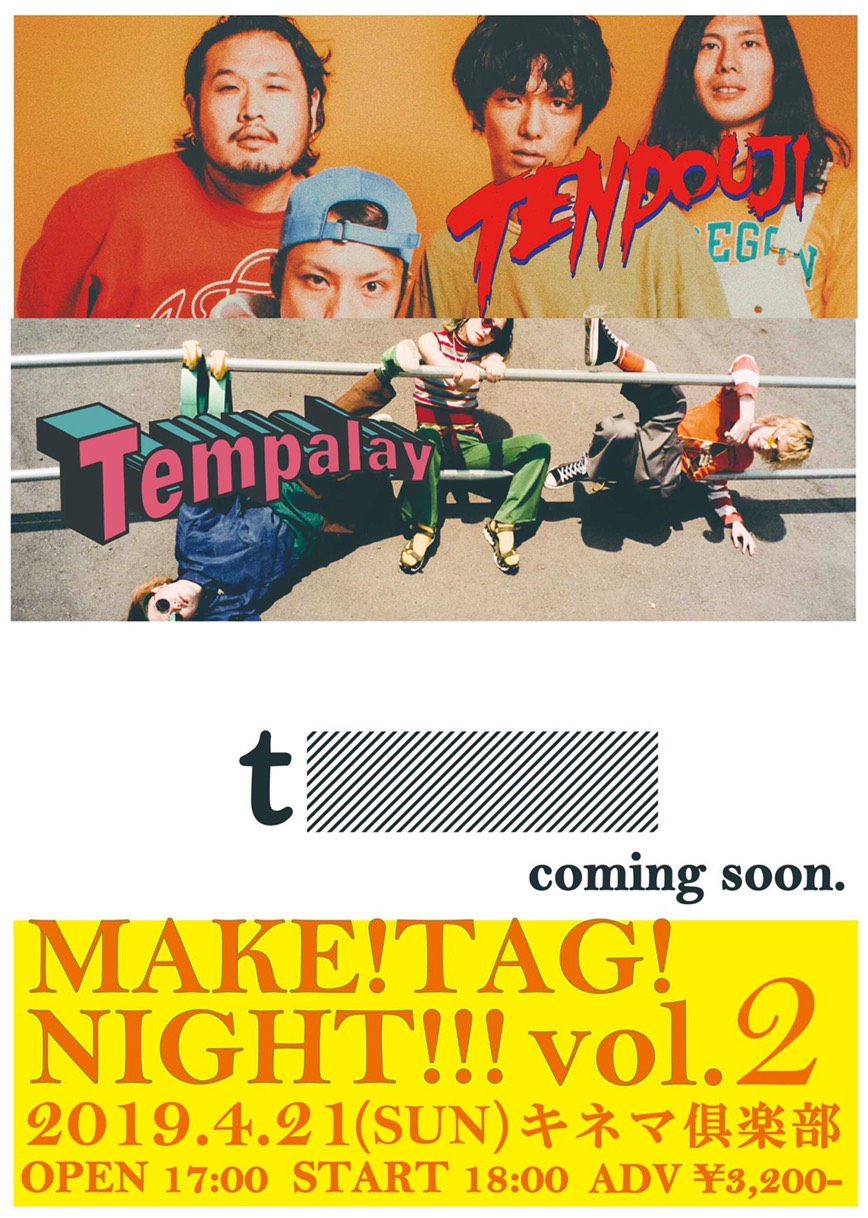 TENDOUJI
EGON
Tempalay
t
coming soon.
MAKE!TAG!
NIGHT!!! vol.2
2019.4.21(SUN)キネマ倶楽部
OPEN 17:00 START 18:00 ADV ¥3,200-